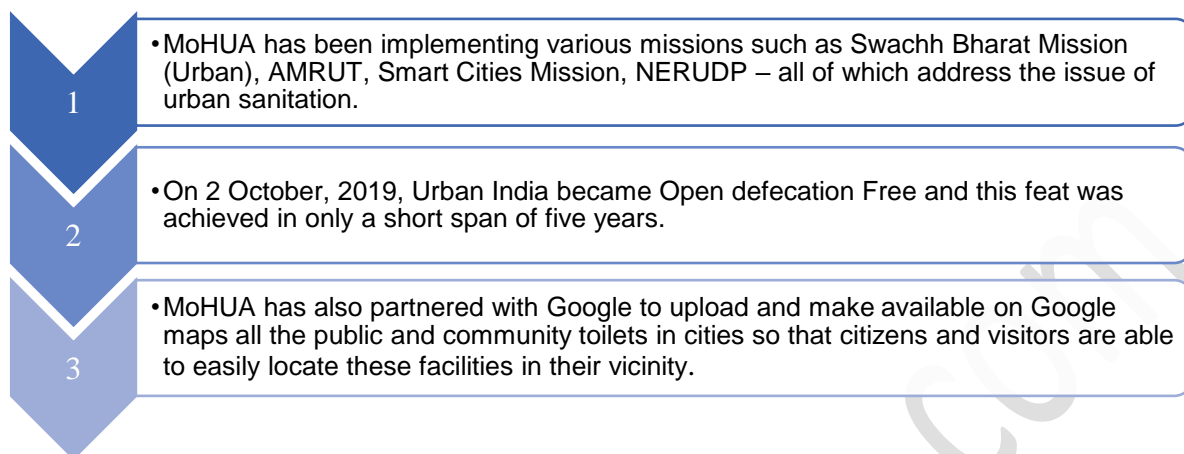 1
•MoHUA has been implementing various missions such as Swachh Bharat Mission
(Urban), AMRUT, Smart Cities Mission, NERUDP – all of which address the issue of
urban sanitation.
2
•On 2 October, 2019, Urban India became Open defecation Free and this feat was
achieved in only a short span of five years.
3
•MoHUA has also partnered with Google to upload and make available on Google
maps all the public and community toilets in cities so that citizens and visitors are able
to easily locate these facilities in their vicinity.
com